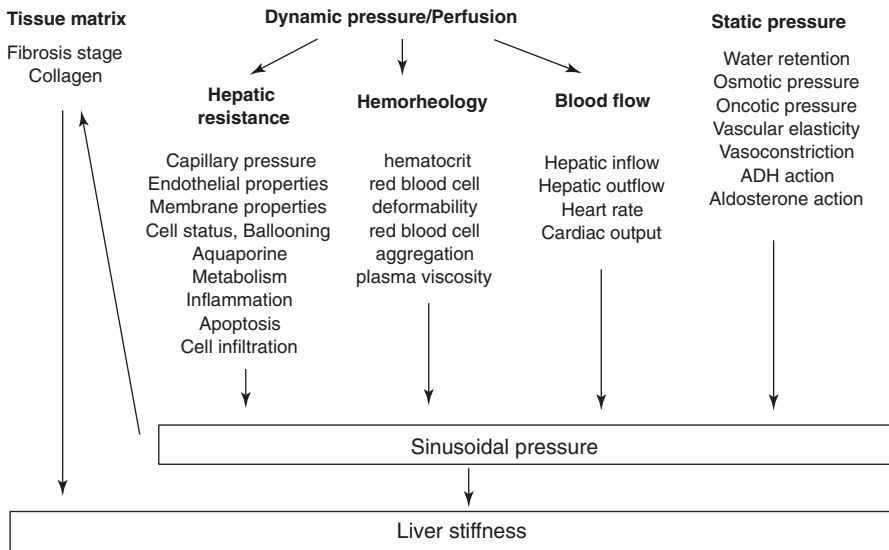 Tissue matrix
Fibrosis stage
Collagen
Dynamic pressure/Perfusion
Hepatic
resistance
Capillary pressure
Endothelial properties
Membrane properties
Cell status, Ballooning
Aquaporine
Metabolism
Inflammation
Apoptosis
Cell infiltration
Hemorheology
hematocrit
red blood cell
deformability
red blood cell
aggregation
plasma viscosity
Blood flow
Hepatic inflow
Hepatic outflow
Heart rate
Cardiac output
Static pressure
Water retention
Osmotic pressure
Oncotic pressure
Vascular elasticity
Vasoconstriction
ADH action
Aldosterone action
Sinusoidal pressure
Liver stiffness